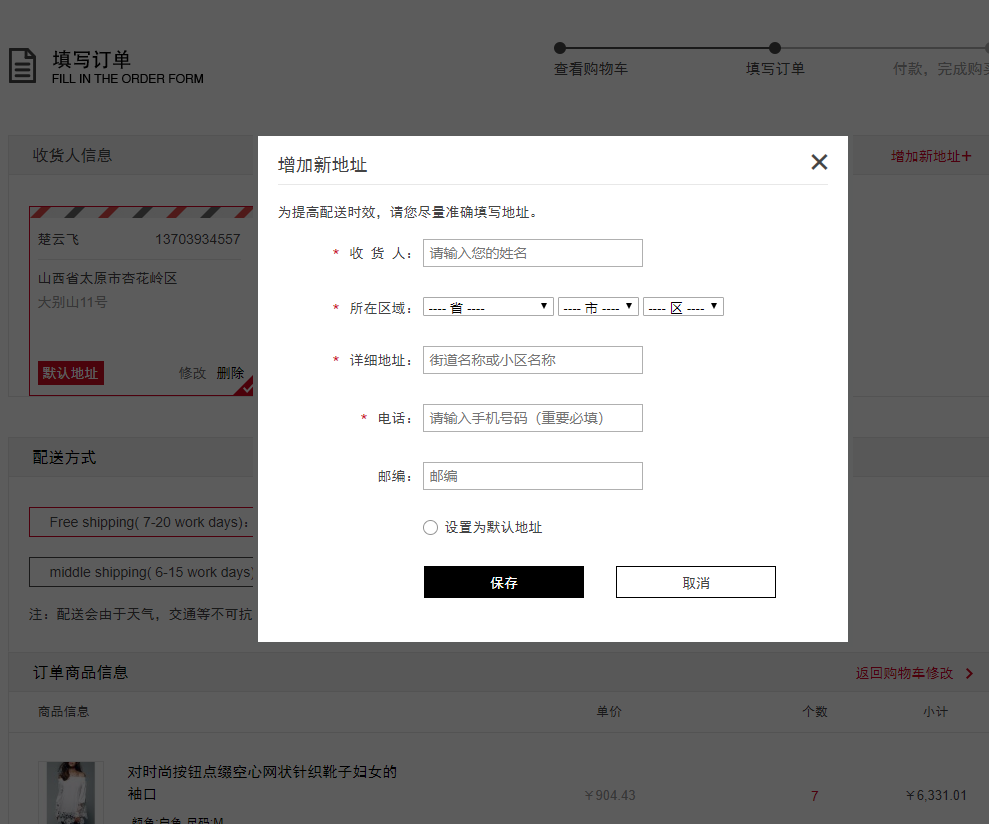 填写订单
FILL IN THE ORDER FORM
查看购物车
填写订单
付款，完成购
收货人信息
增加新地址+
楚云飞
13703934557
山西省太原市杏花岭区
大别山11号
默认地址
修改
删除
增加新地址
为提高配送时效，请您尽量准确填写地址。
* 收 货 人：
请输入您的姓名
* 所在区域：
---- 省 ----
---- 市 ----
---- 区 ----
* 详细地址：
街道名称或小区名称
* 电话：
请输入手机号码（重要必填）
邮编：
邮编
设置为默认地址
保存
取消
配送方式
Free shipping( 7-20 work days)：
middle shipping( 6-15 work days)
注：配送会由于天气，交通等不可抗
订单商品信息
返回购物车修改
商品信息
单价
个数
小计
对时尚按钮点缀空心网状针织靴子妇女的
袖口
￥904.43
7
￥6,331.01
颜色:白色 尺码:M